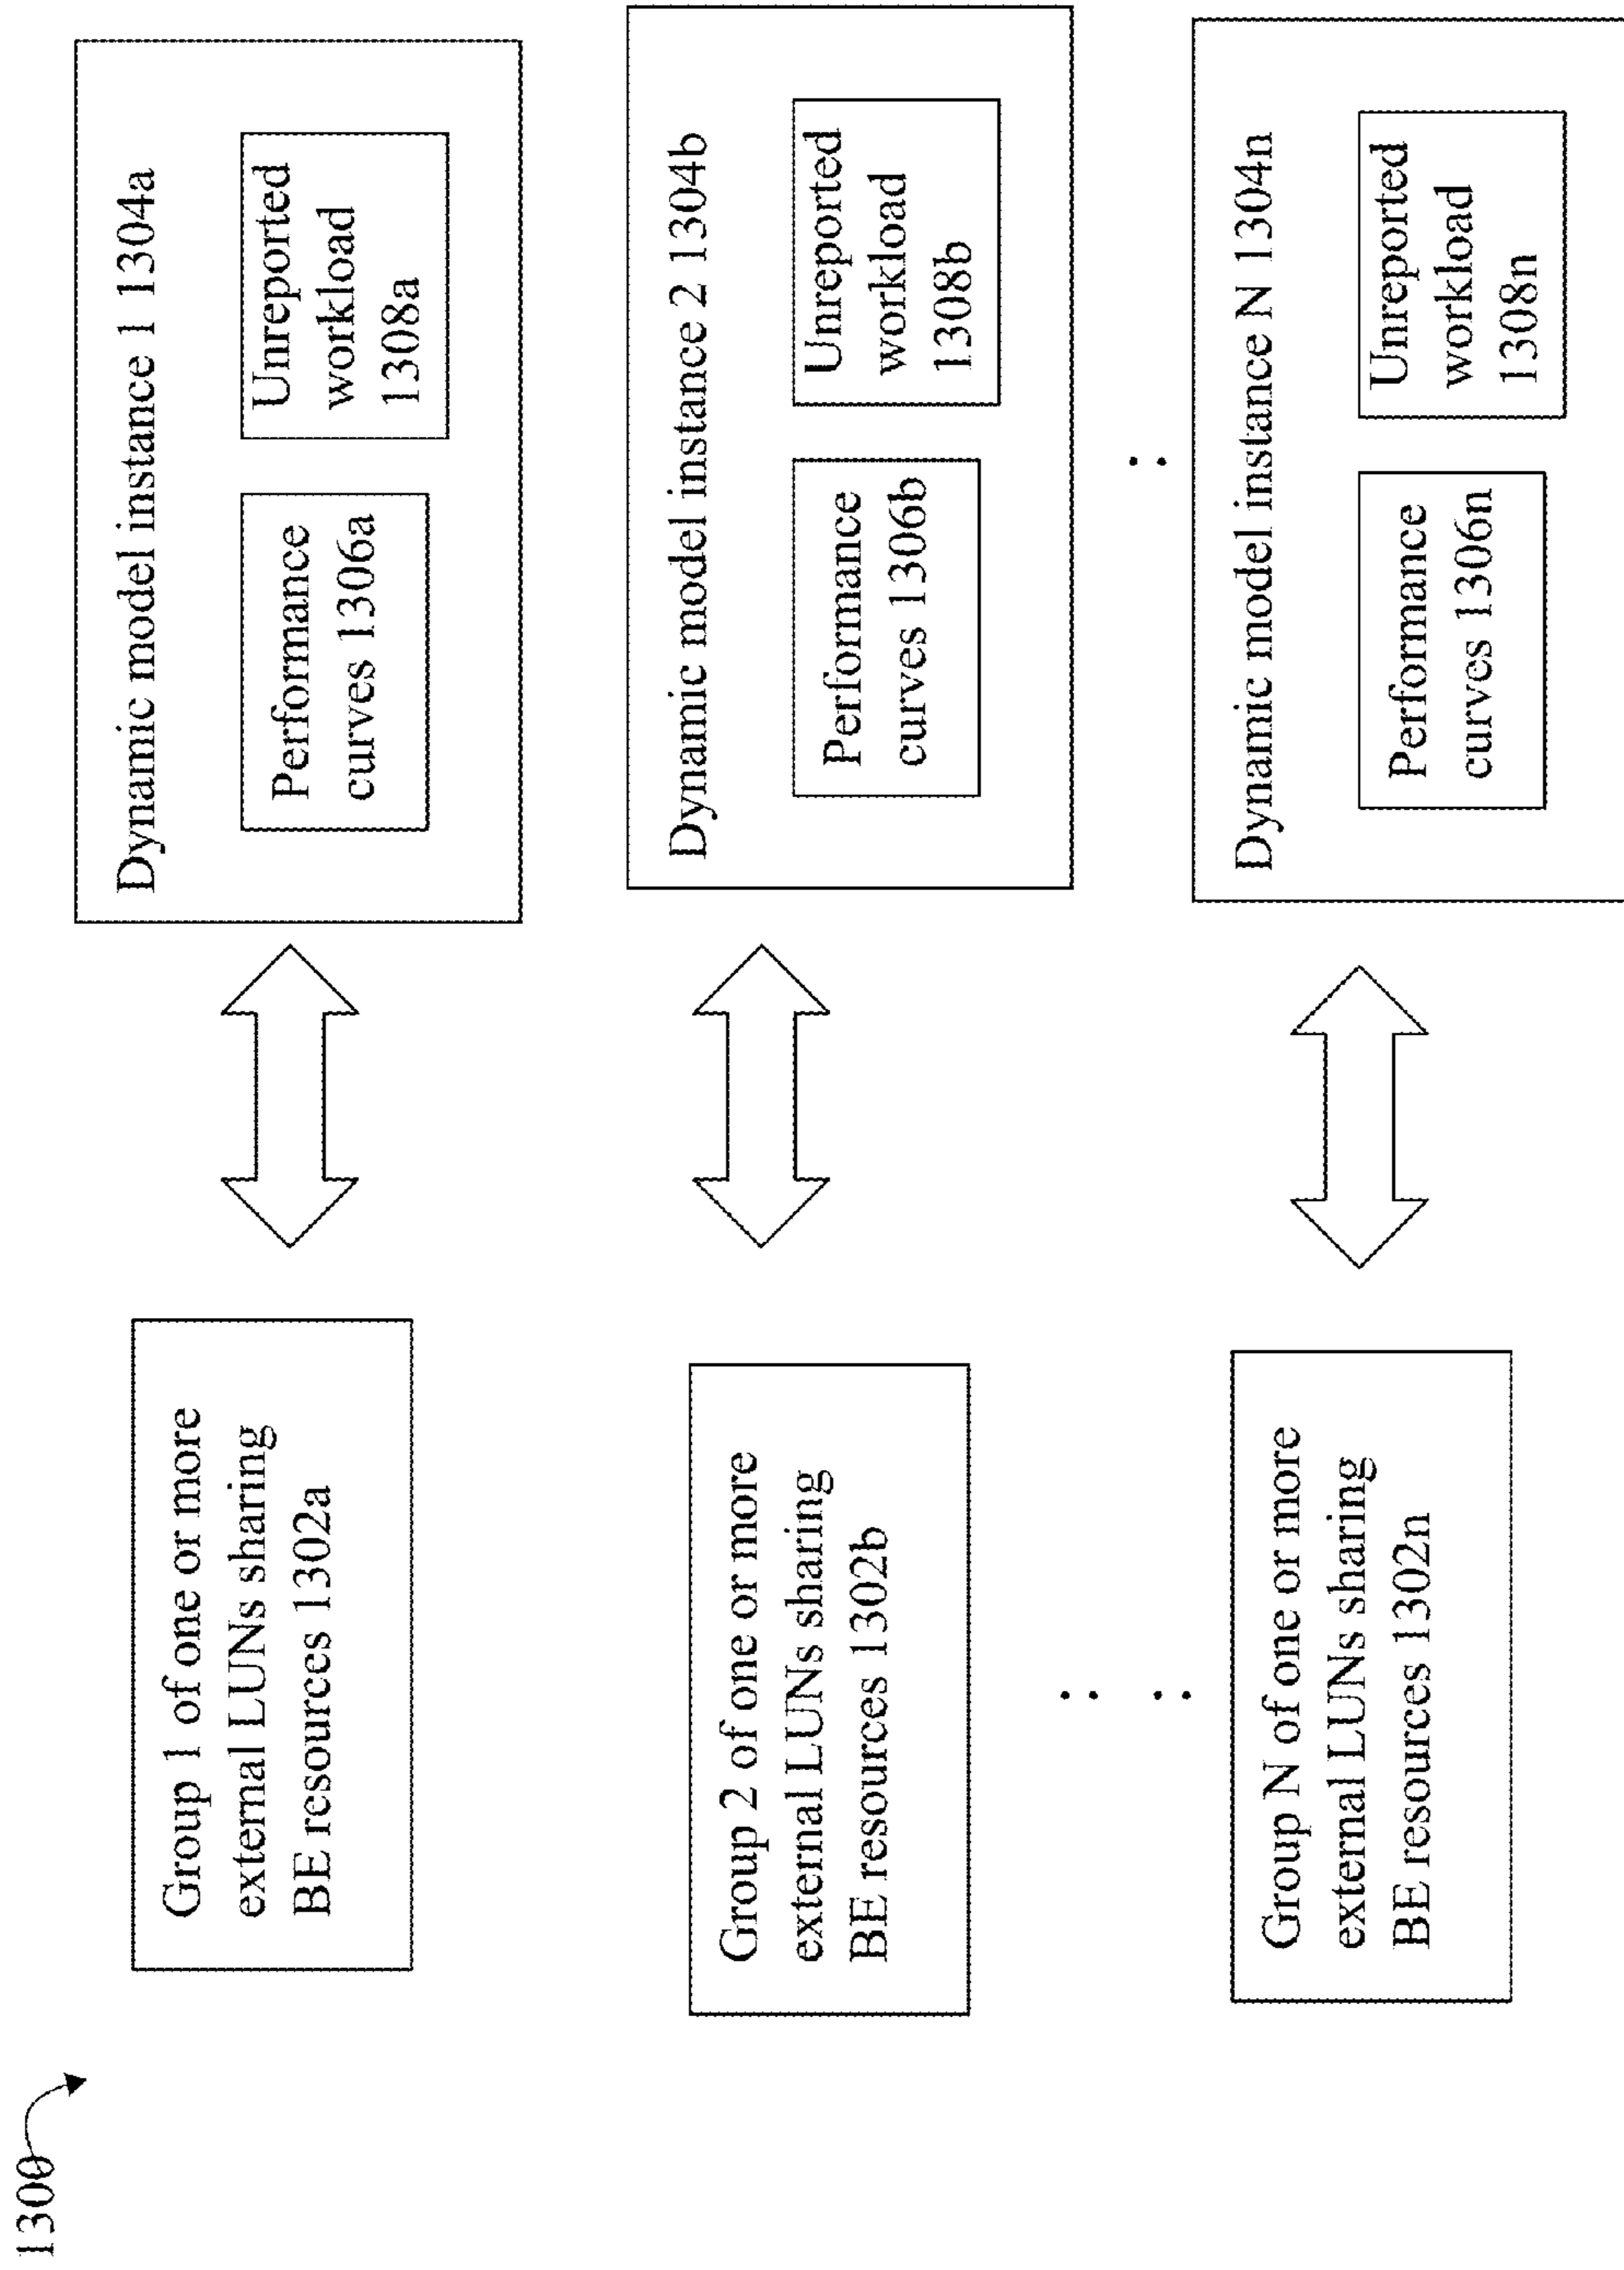 1300
Group 1 of one or more
external LUNs sharing
BE resources 1302a
Dynamic model instance 1 1304a
Performance
curves 1306a
Unreported
workload
1308a
Group 2 of one or more
external LUNs sharing
BE resources 1302b
Dynamic model instance 2 1304b
Performance
curves 1306b
Unreported
workload
1308b
Group N of one or more
external LUNs sharing
BE resources 1302n
Dynamic model instance N 1304n
Performance
curves 1306n
Unreported
workload
1308n